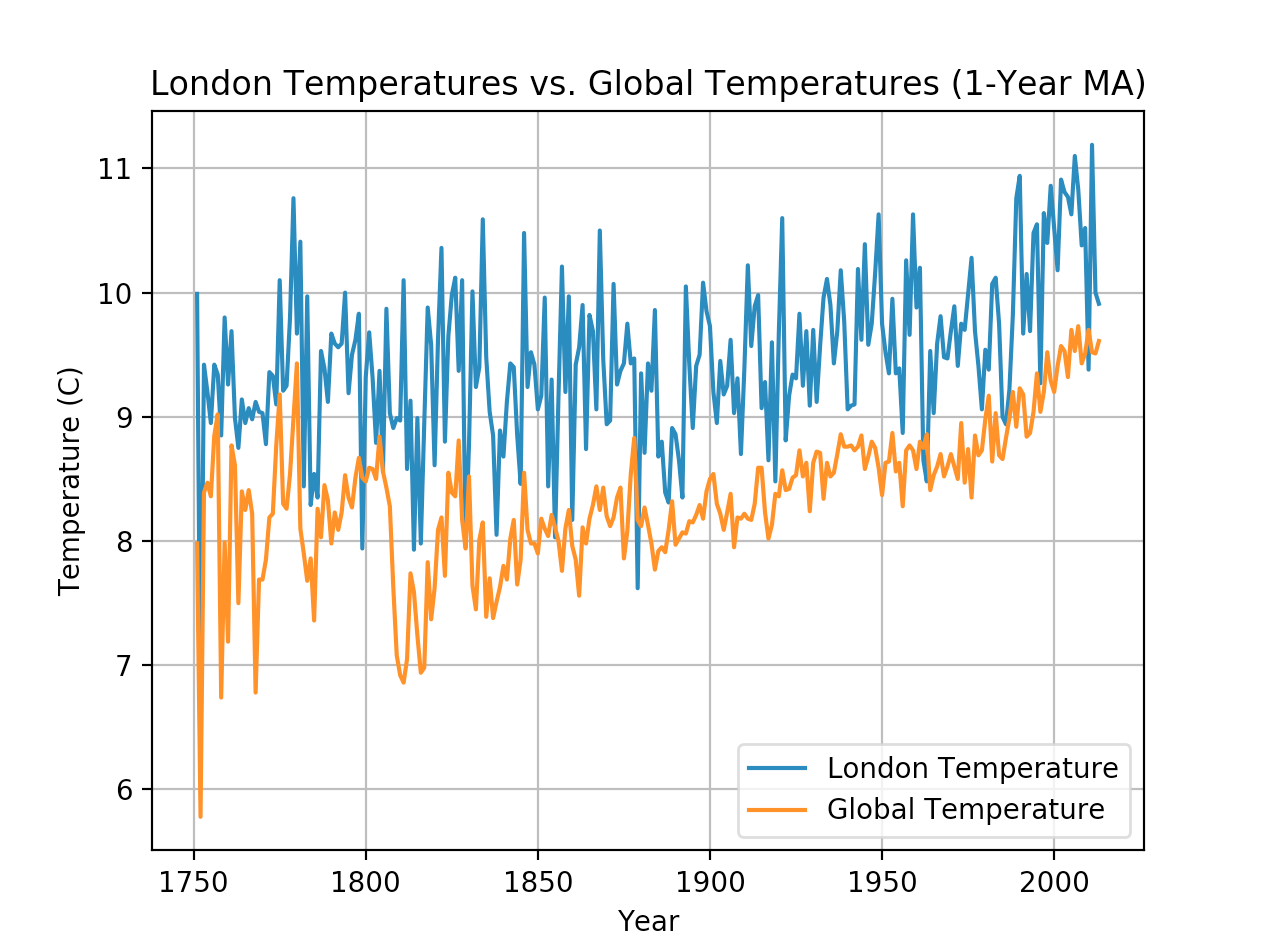 London Temperatures vs. Global Temperatures (1-Year MA)
11
10
9
8
7
6
Temperature (C)
London Temperature
Global Temperature
1750 1800 1850 1900 1950 2000
Year